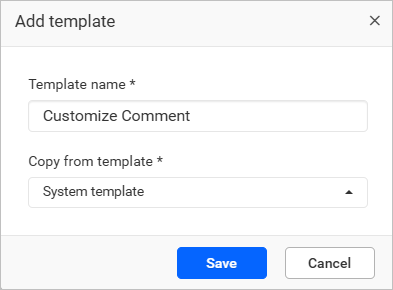 Add template
Template name *
Customize Comment
Copy from template *
System template
Save
Cancel